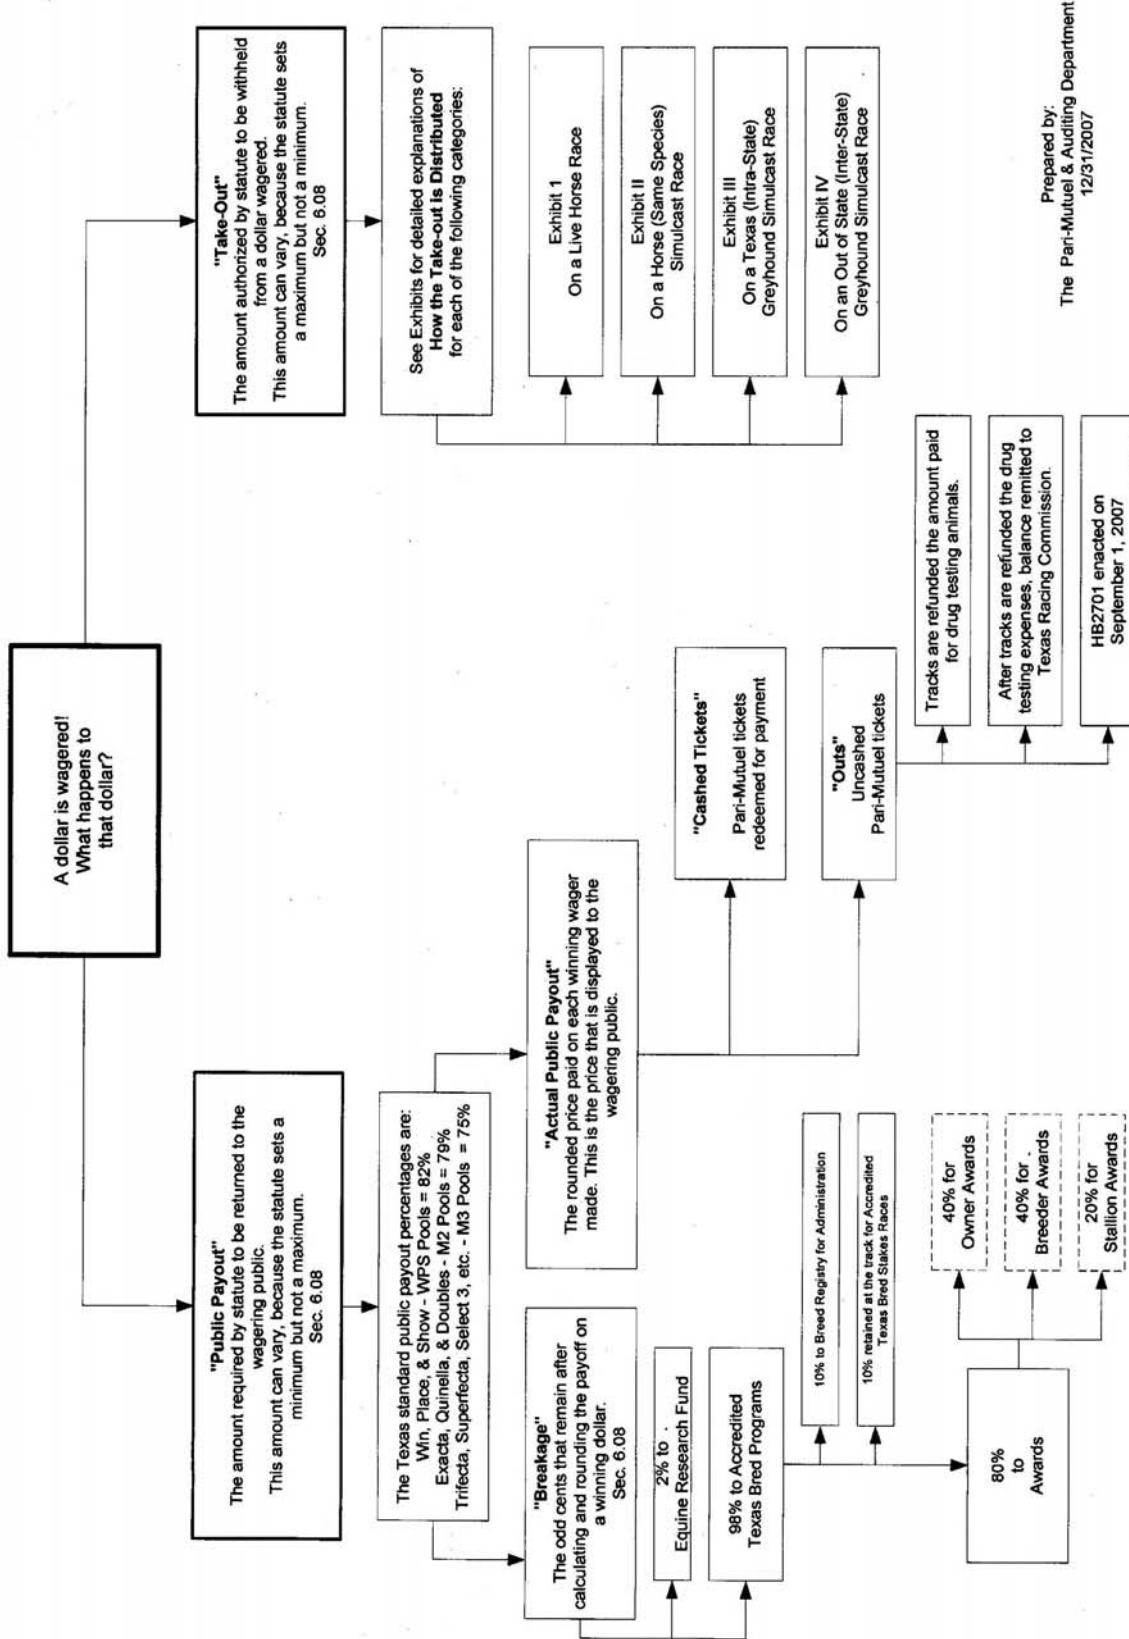 A dollar is wagered!
What happens to
that dollar?
"Public Payout"
The amount required by statute to be returned to the
wagering public.
This amount can vary, because the statute sets a
minimum but not a maximum.
Sec. 6.08
The Texas standard public payout percentages are:
Win, Place, & Show - WPS Pools = 82%
Exacta, Quinella, & Doubles - M2 Pools = 79%
Trifecta, Superfecta, Select 3, etc. - M3 Pools = 75%
"Breakage"
The odd cents that remain after
calculating and rounding the payoff on
a winning dollar.
Sec. 6.08
2% to .
Equine Research Fund
98% to Accredited
Texas Bred Programs
10% to Breed Registry for Administration
10% retained at the track for Accredited
Texas Bred Stakes Races
80%
to
Awards
40% for
Owner Awards
40% for .
Breeder Awards
20% for
Stallion Awards
"Actual Public Payout"
The rounded price paid on each winning wager
made. This is the price that is displayed to the
wagering public.
"Cashed Tickets"
Pari-Mutuel tickets
redeemed for payment
"Outs"
Uncashed
Pari-Mutuel tickets
Tracks are refunded the amount paid
for drug testing animals.
After tracks are refunded the drug
testing expenses, balance remitted to
Texas Racing Commission.
HB2701 enacted on
September 1, 2007
"Take-Out"
The amount authorized by statute to be withheld
from a dollar wagered.
This amount can vary, because the statute sets
a maximum but not a minimum.
Sec. 6.08
See Exhibits for detailed explanations of
How the Take-out is Distributed
for each of the following categories:
Exhibit 1
On a Live Horse Race
Exhibit II
On a Horse (Same Species)
Simulcast Race
Exhibit III
On a Texas (Intra-State)
Greyhound Simulcast Race
Exhibit IV
On an Out of State (Inter-State)
Greyhound Simulcast Race
Prepared by:
The Pari-Mutuel & Auditing Department
12/31/2007